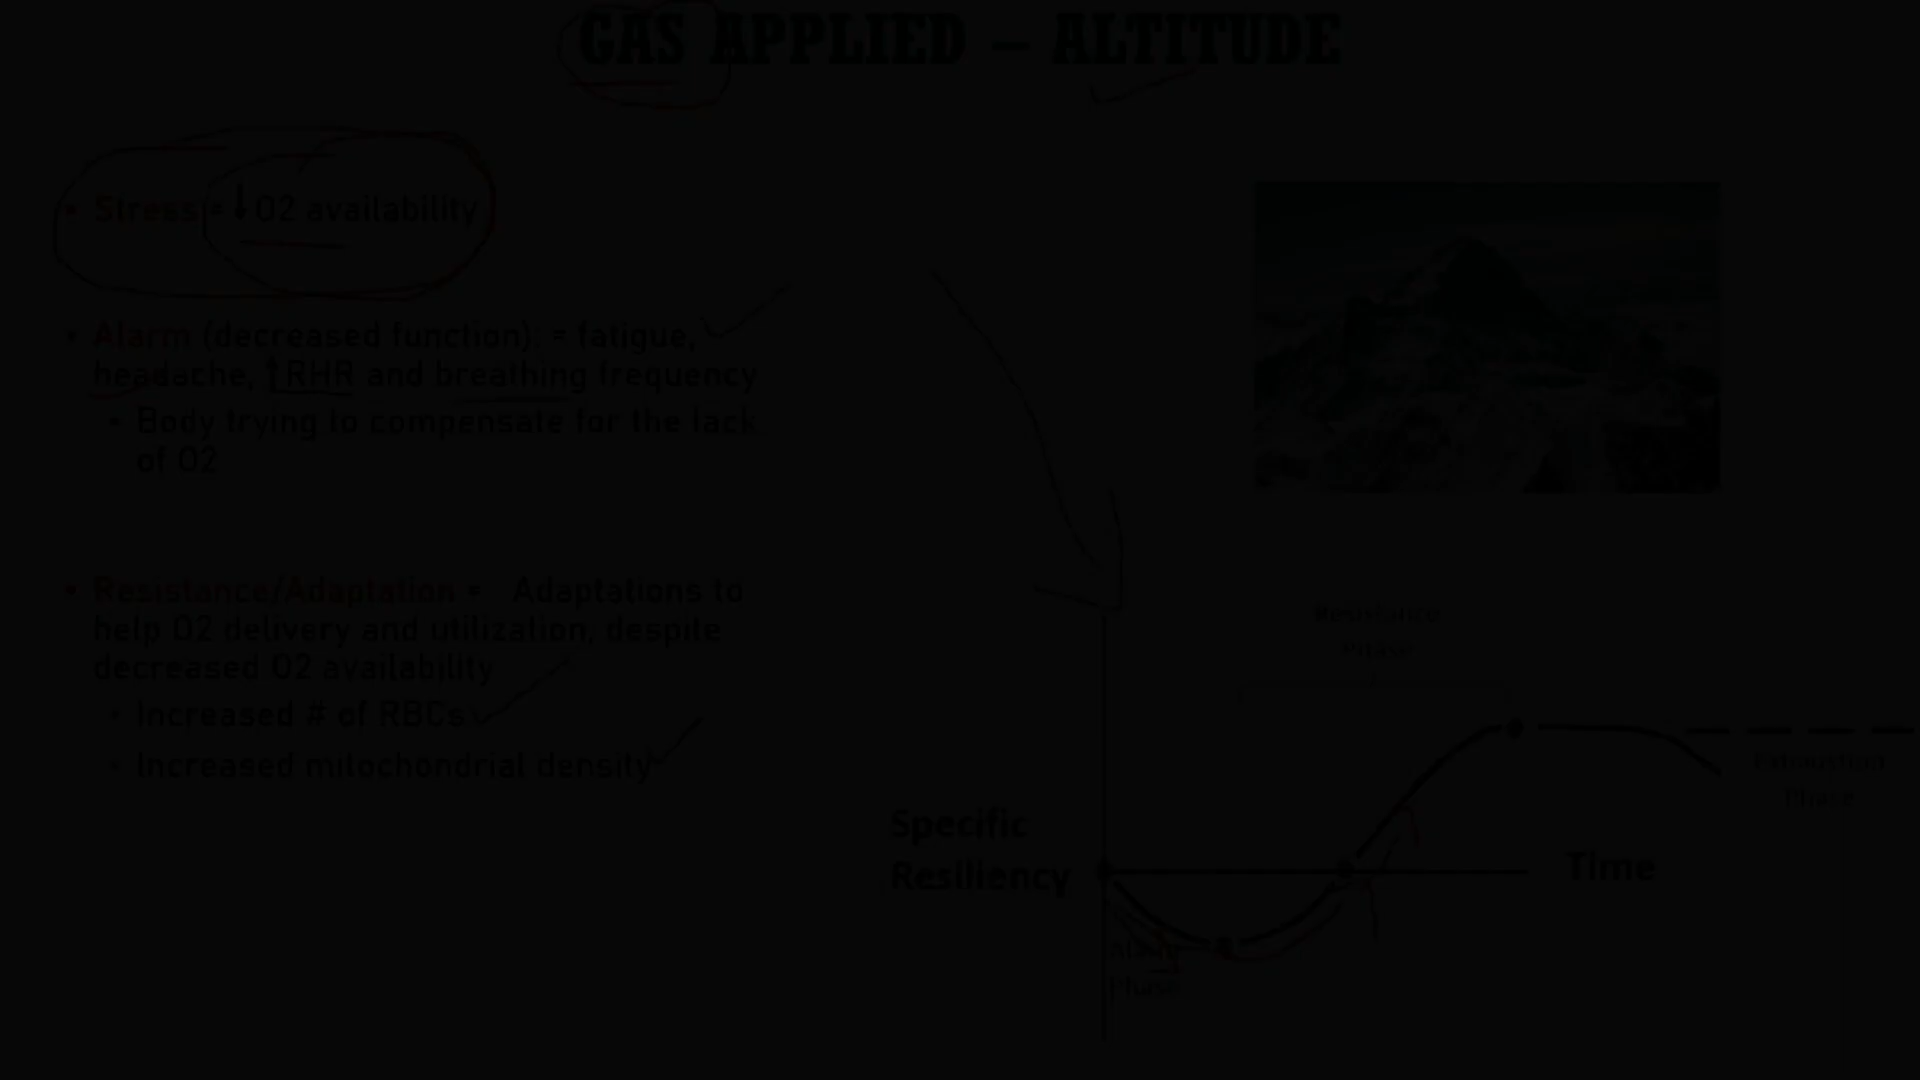 GAS APPLIED – ALTITUDE
• Stress = ↓ O2 availability
• Alarm (decreased function): = fatigue,
headache, ↑RHR and breathing frequency
• Body trying to compensate for the lack
of O2
• Resistance/Adaptation = Adaptations to
help O2 delivery and utilization, despite
decreased O2 availability
• Increased # of RBCs
• Increased mitochondrial density
Resistance
Phase
Exhaustion
Phase
Specific
Resiliency
Time
Alarm
Phase